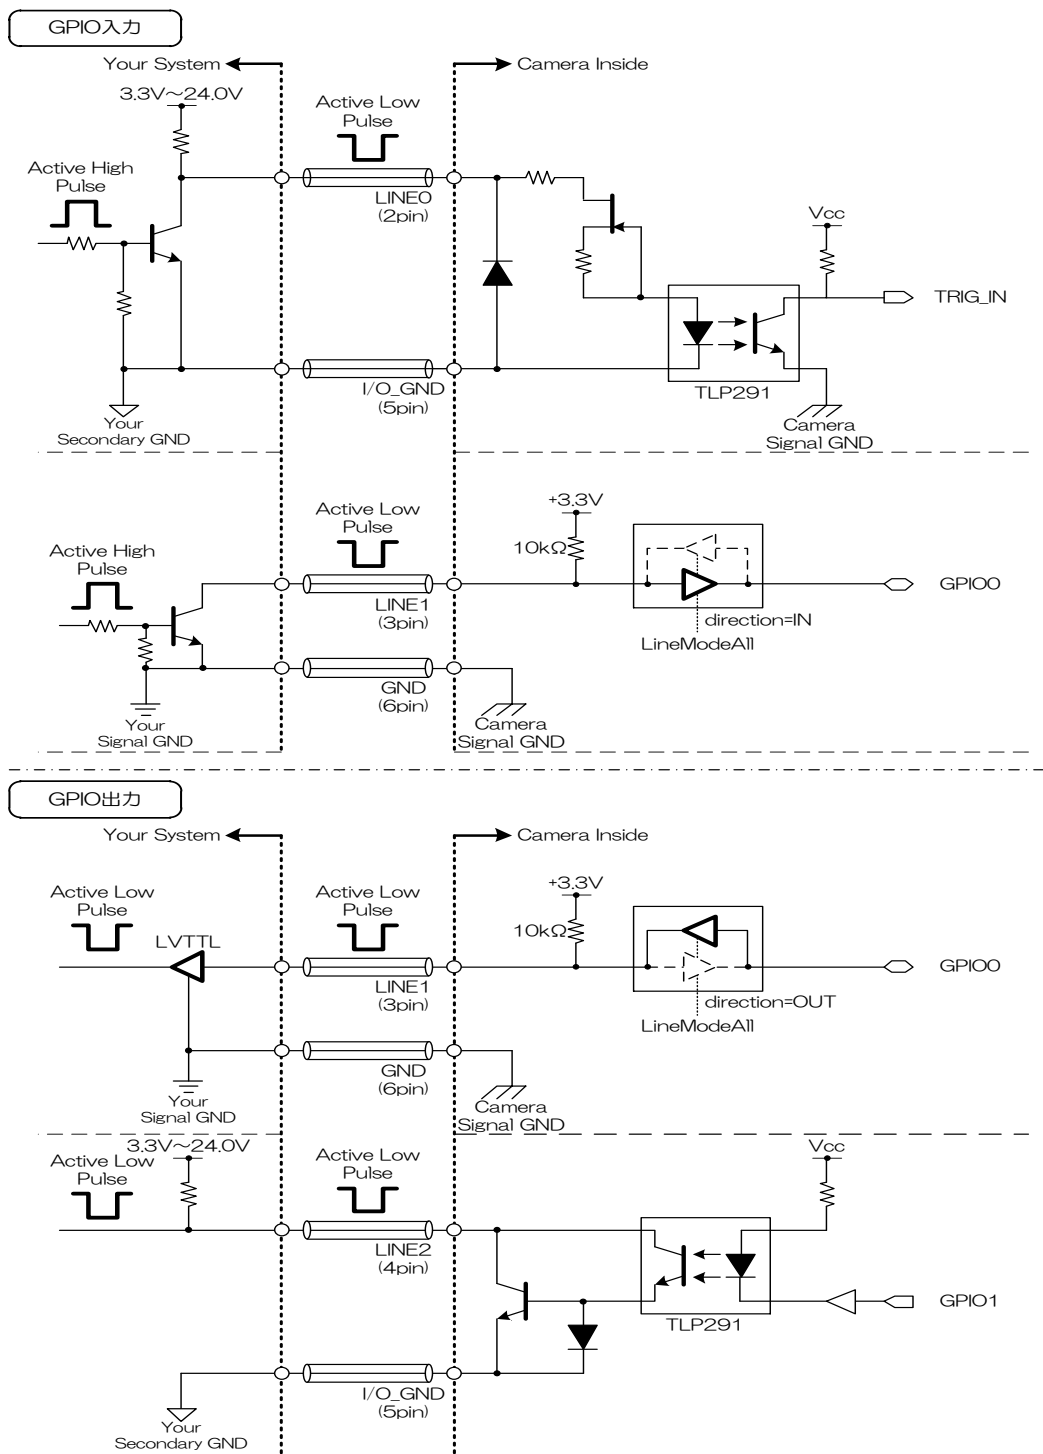 GPIO入力
Your System
Camera Inside
3.3V～24.0V
Active Low
Pulse
Active High
Pulse
LINE0
(2pin)
Vcc
TRIG_IN
I/O_GND
(5pin)
TLP291
Your
Secondary GND
Camera
Signal GND
Active Low
Pulse
+3.3V
10kΩ
Active High
Pulse
LINE1
(3pin)
GPIO0
direction=IN
LineModeAll
GND
(6pin)
Your
Signal GND
Camera
Signal GND
GPIO出力
Your System
Camera Inside
Active Low
Pulse
LVTTL
Active Low
Pulse
+3.3V
10kΩ
LINE1
(3pin)
GPIO0
direction=OUT
LineModeAll
GND
(6pin)
Your
Signal GND
Camera
Signal GND
3.3V～24.0V
Active Low
Pulse
Active Low
Pulse
Vcc
LINE2
(4pin)
GPIO1
TLP291
I/O_GND
(5pin)
Your
Secondary GND